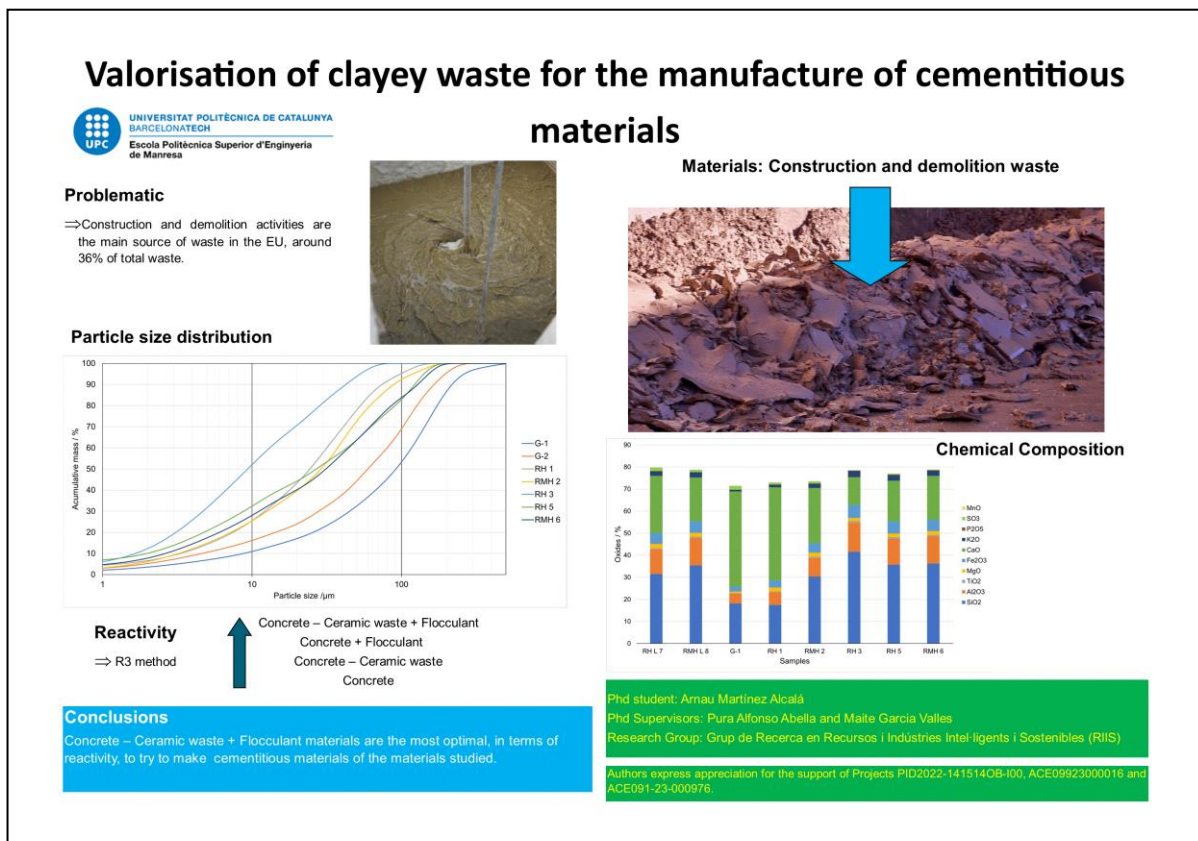 Valorisation of clayey waste for the manufacture of cementitious
materials
UPC
UNIVERSITAT POLITÈCNICA DE CATALUNYA
BARCELONATECH
Escola Politècnica Superior d'Enginyeria
de Manresa
Problematic
⇒Construction and demolition activities are
the main source of waste in the EU, around
36% of total waste.
Particle size distribution
Acumulative mass / %
100
90
80
70
60
50
40
30
20
10
0
1
10
100
Particle size /µm
G-1
G-2
RH 1
RMH 2
RH 3
RH 5
RMH 6
Reactivity
⇒ R3 method
Concrete – Ceramic waste + Flocculant
Concrete + Flocculant
Concrete – Ceramic waste
Concrete
Conclusions
Concrete – Ceramic waste + Flocculant materials are the most optimal, in terms of
reactivity, to try to make cementitious materials of the materials studied.
Materials: Construction and demolition waste
Chemical Composition
Oxides / %
90
80
70
60
50
40
30
20
10
0
RH L 7
RMH L 8
G-1
RH 1
RMH 2
RH 3
RH 5
RMH 6
Samples
MnO
SO3
P2O5
K2O
CaO
Fe2O3
MgO
TiO2
Al2O3
SiO2
Phd student: Arnau Martínez Alcalá
Phd Supervisors: Pura Alfonso Abella and Maite Garcia Valles
Research Group: Grup de Recerca en Recursos i Indústries Intel·ligents i Sostenibles (RIIS)
Authors express appreciation for the support of Projects PID2022-141514OB-I00, ACE09923000016 and
ACE091-23-000976.